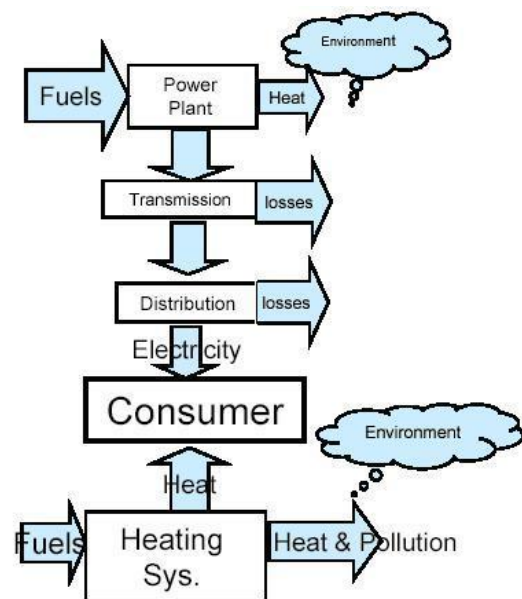 Environment
Fuels
Power
Plant
Heat
Transmission
losses
Distribution
losses
Electricity
Consumer
Environment
Heat
Fuels
Heating
Sys.
Heat & Pollution